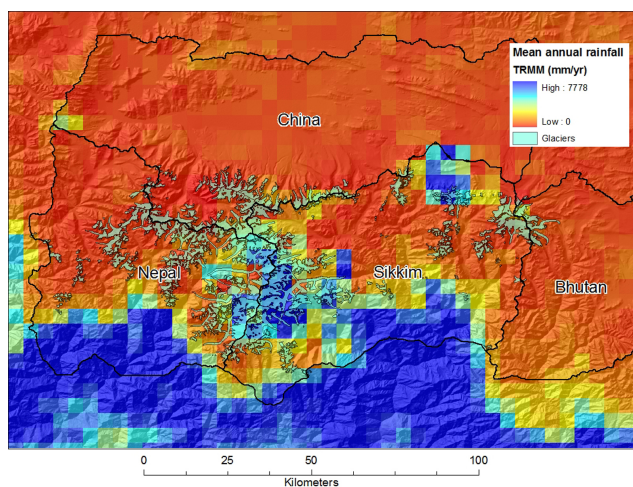 Mean annual rainfall
TRMM (mm/yr)
High : 7778
Low : 0
Glaciers
China
Nepal
Sikkim
Bhutan
0 25 50 100
Kilometers